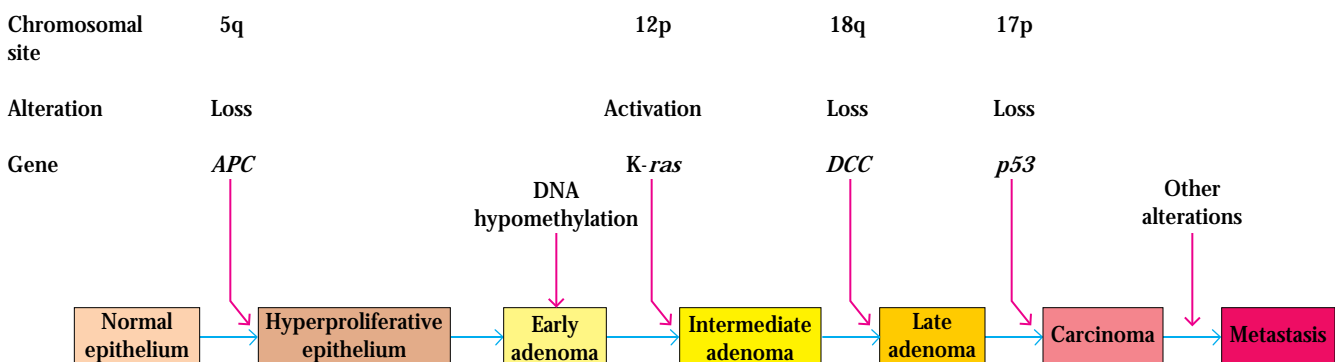 Chromosomal site 5q 12p 18q 17p
Alteration Loss Activation Loss Loss
Gene APC K-ras DCC p53
DNA
hypomethylation
Other
alterations
Normal
epithelium
Hyperproliferative
epithelium
Early
adenoma
Intermediate
adenoma
Late
adenoma
Carcinoma
Metastasis